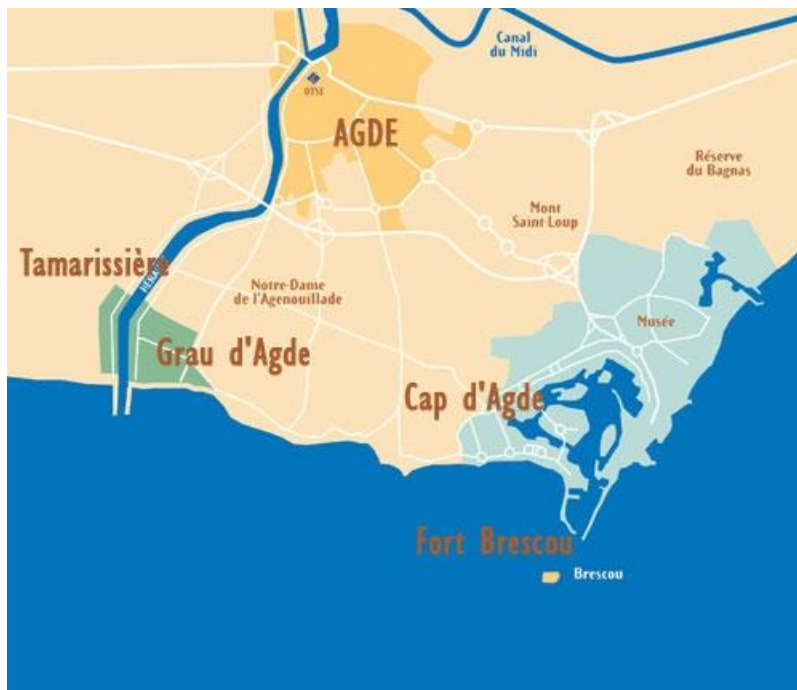 Canal
du Midi
OTSI
AGDE
Réserve
du Bagnas
Mont
Saint-Loup
Tamarissière
Notre-Dame
de l'Agenouillade
Musée
Grau d'Agde
Cap d'Agde
Fort Brescou
Brescou